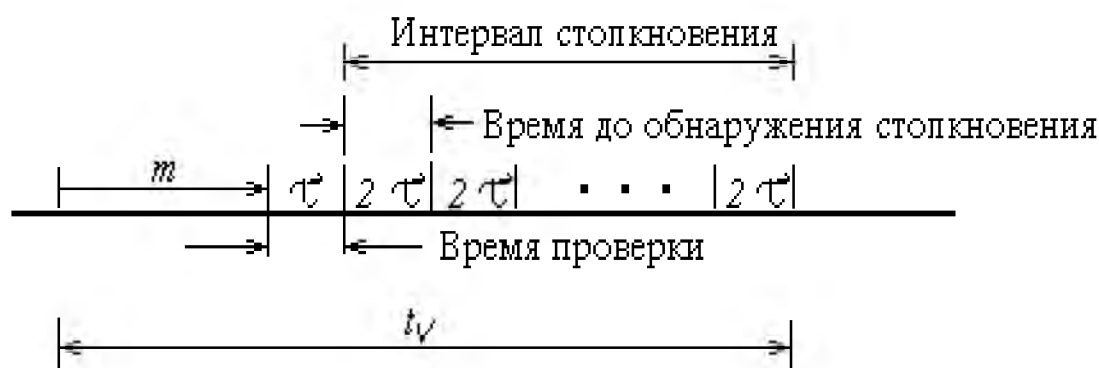 Интервал столкновения
Время до обнаружения столкновения
m τ 2 τ 2 τ . . . 2 τ
Время проверки
tv